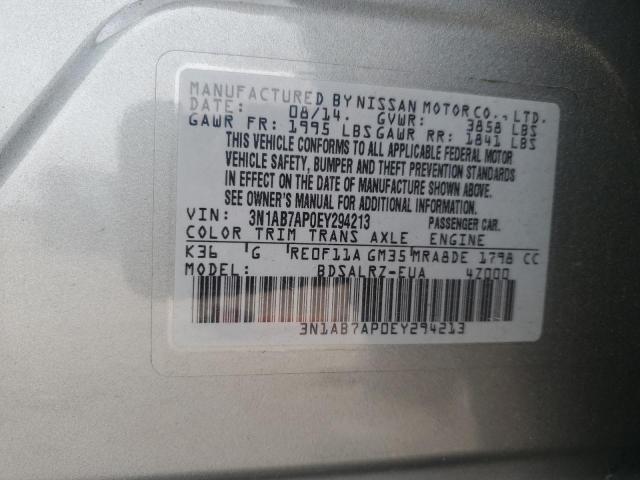 MANUFACTURED BY NISSAN MOTOR CO., LTD.
DATE: 08/14. GVWR: 3858 LBS
GAWR FR: 1995 LBS GAWR RR: 1841 LBS
THIS VEHICLE CONFORMS TO ALL APPLICABLE FEDERAL MOTOR
VEHICLE SAFETY, BUMPER AND THEFT PREVENTION STANDARDS
IN EFFECT ON THE DATE OF MANUFACTURE SHOWN ABOVE.
SEE OWNER'S MANUAL FOR MORE INFORMATION
VIN: 3N1AB7AP0EY294213 PASSENGER CAR.
COLOR TRIM TRANS AXLE ENGINE
K36 G RE0F11A GM35 MRA8DE 1798 CC
MODEL: BDSALRZ-EUA 4Z000
3N1AB7AP0EY294213